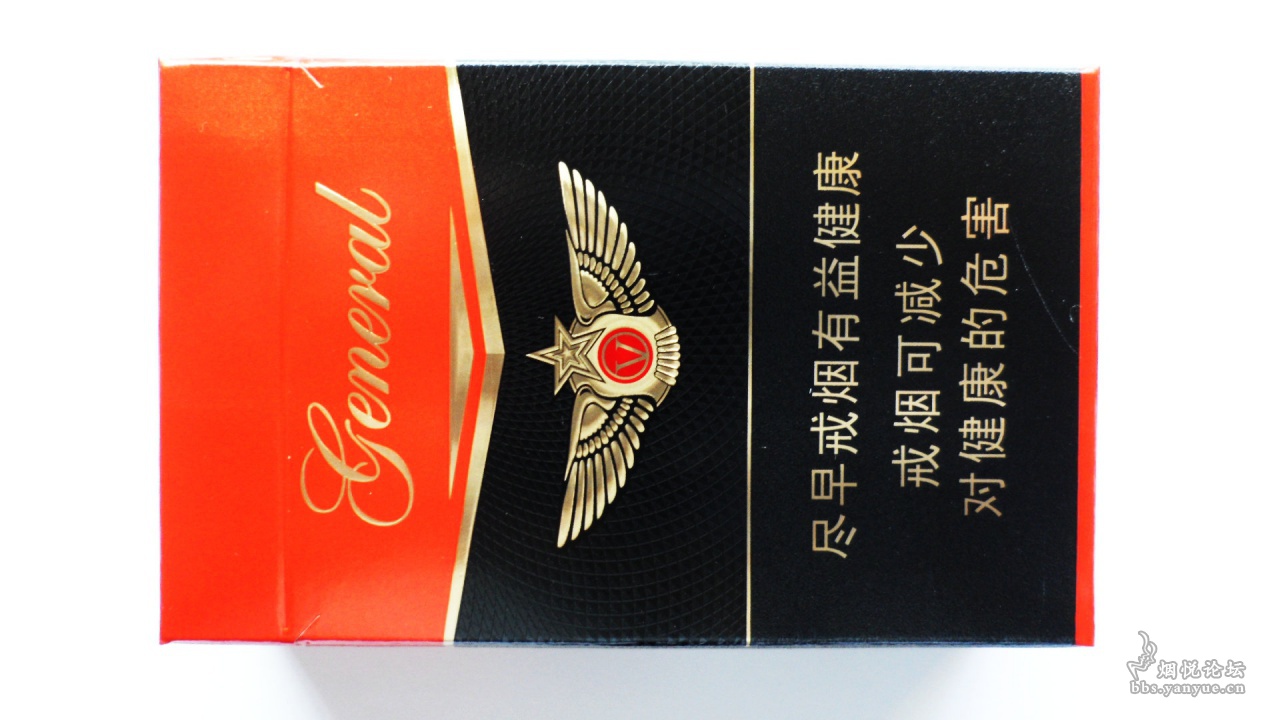 General
V
尽早戒烟有益健康
戒烟可减少
对健康的危害
烟悦论坛
bbs.yanyue.cn